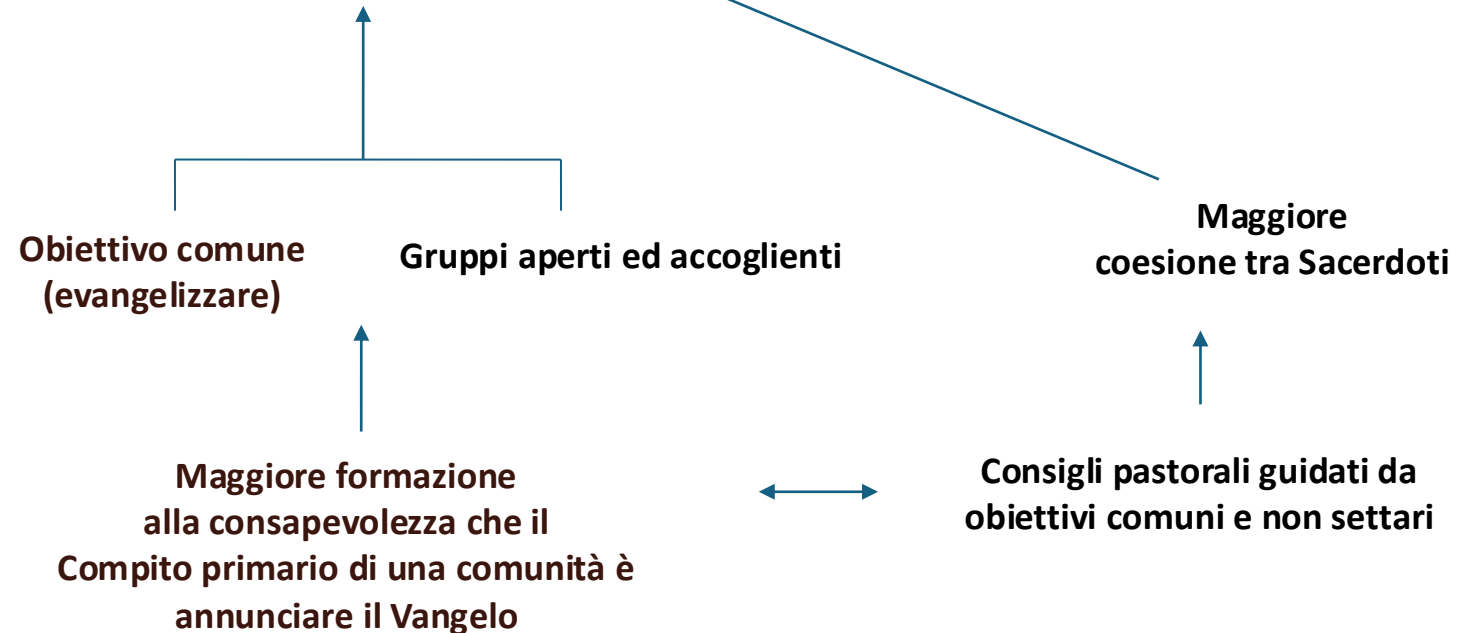 Obiettivo comune
(evangelizzare)
Gruppi aperti ed accoglienti
Maggiore
coesione tra Sacerdoti
Maggiore formazione
alla consapevolezza che il
Compito primario di una comunità è
annunciare il Vangelo
Consigli pastorali guidati da
obiettivi comuni e non settari